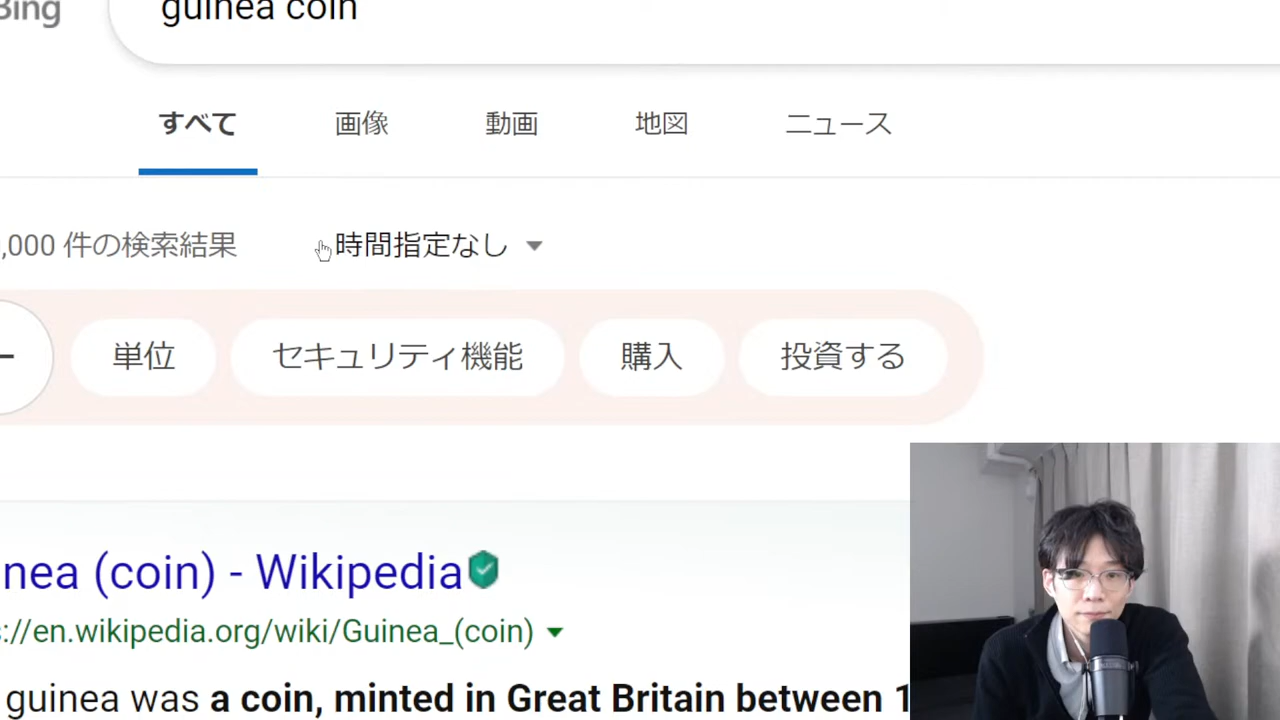 Bing guinea coin
すべて 画像 動画 地図 ニュース
,000 件の検索結果 時間指定なし
単位 セキュリティ機能 購入 投資する
nea (coin) - Wikipedia
://en.wikipedia.org/wiki/Guinea_(coin)
guinea was a coin, minted in Great Britain between 1